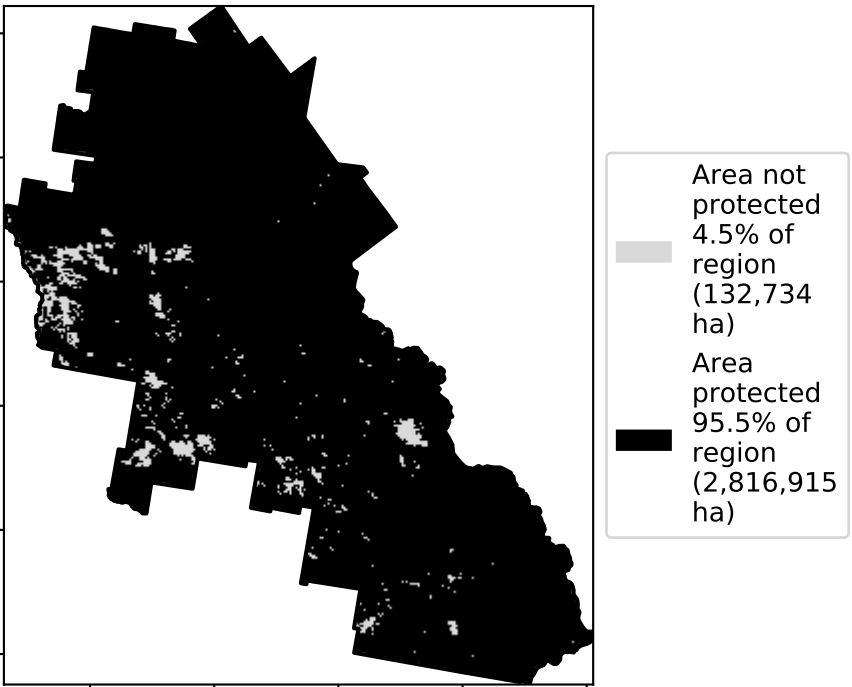 Area not
protected
4.5% of
region
(132,734
ha)
Area
protected
95.5% of
region
(2,816,915
ha)